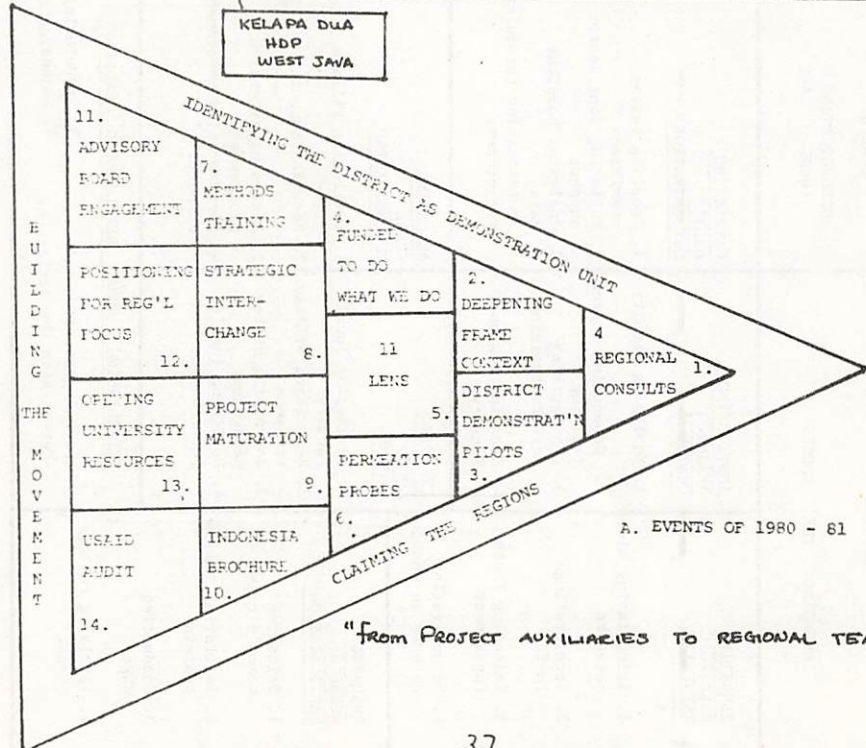 KELAPA DUA
HDP
WEST JAVA
IDENTIFYING THE DISTRICT AS DEMONSTRATION UNIT
BUILDING THE MOVEMENT
CLAIMING THE REGIONS
11.
ADVISORY
BOARD
ENGAGEMENT
POSITIONING
FOR REG'L
FOCUS
12.
OPENING
UNIVERSITY
RESOURCES
13.
USAID
AUDIT
14.
7.
METHODS
TRAINING
STRATEGIC
INTER-
CHANGE
8.
PROJECT
MATURATION
9.
INDONESIA
BROCHURE
10.
4.
FUNDED
TO DO
WHAT WE DO
11
LENS
5.
PERMEATION
PROBES
6.
2.
DEEPENING
FRAME
CONTEXT
DISTRICT
DEMONSTRAT'N
PILOTS
3.
4
REGIONAL
CONSULTS
1.
A. EVENTS OF 1980 - 81
"from PROJECT AUXILIARIES TO REGIONAL
37